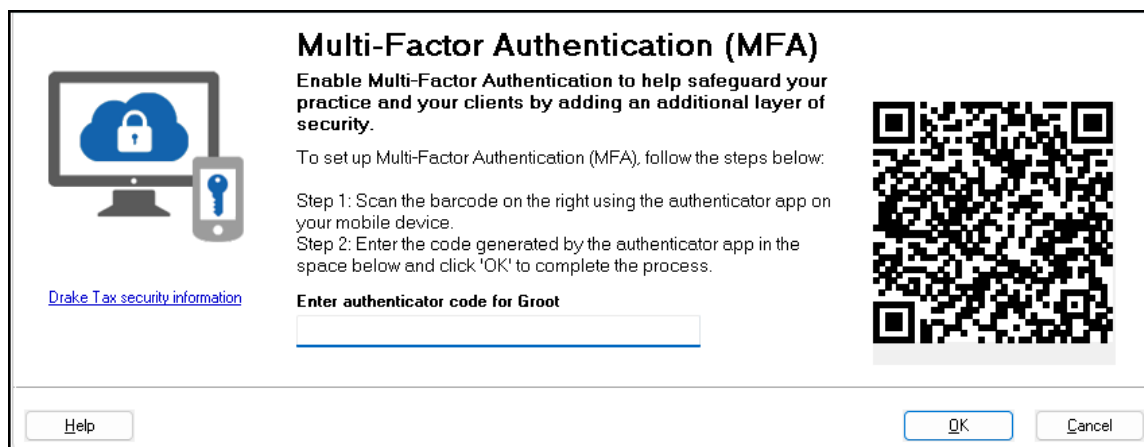 Multi-Factor Authentication (MFA)
Enable Multi-Factor Authentication to help safeguard your
practice and your clients by adding an additional layer of
security.
To set up Multi-Factor Authentication (MFA), follow the steps below:
Step 1: Scan the barcode on the right using the authenticator app on
your mobile device.
Step 2: Enter the code generated by the authenticator app in the
space below and click 'OK' to complete the process.
Drake Tax security information
Enter authenticator code for Groot
Help
OK
Cancel